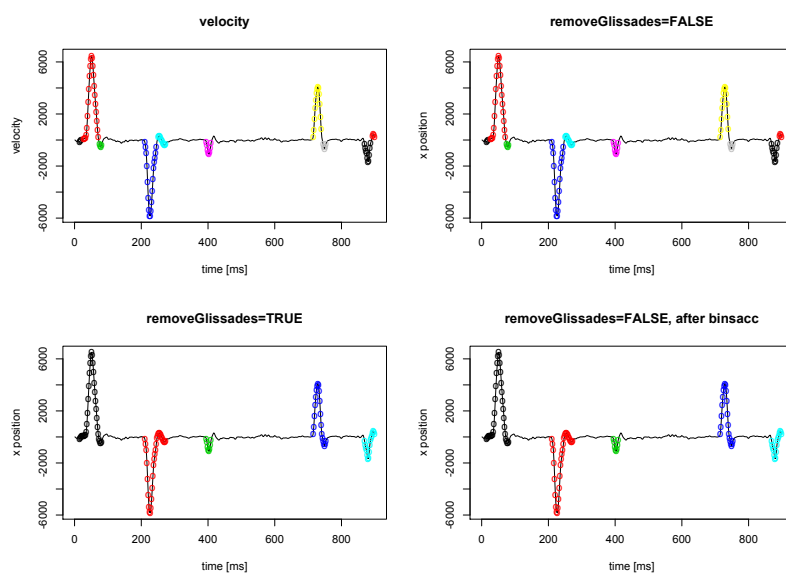 velocity
velocity
-6000 -2000 2000 6000
0 200 400 600 800
time [ms]
removeGlissades=FALSE
x position
-6000 -2000 2000 6000
0 200 400 600 800
time [ms]
removeGlissades=TRUE
x position
-6000 -2000 2000 6000
0 200 400 600 800
time [ms]
removeGlissades=FALSE, after binsacc
x position
-6000 -2000 2000 6000
0 200 400 600 800
time [ms]